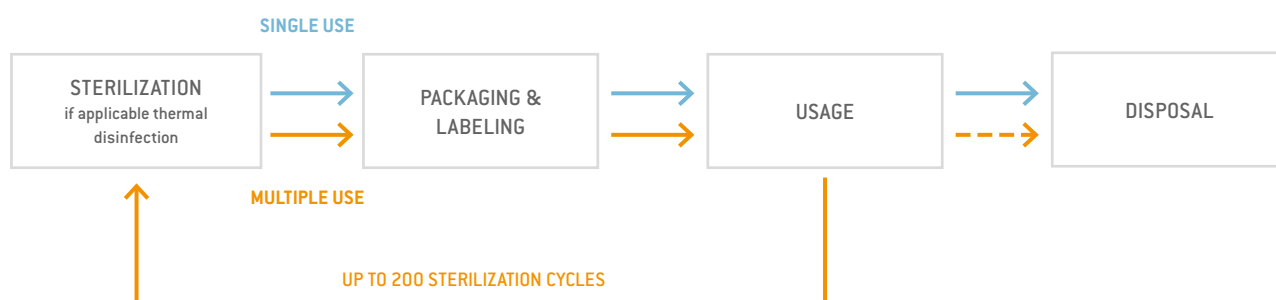 SINGLE USE
STERILIZATION
if applicable thermal
disinfection
PACKAGING &
LABELING
USAGE
DISPOSAL
MULTIPLE USE
UP TO 200 STERILIZATION CYCLES